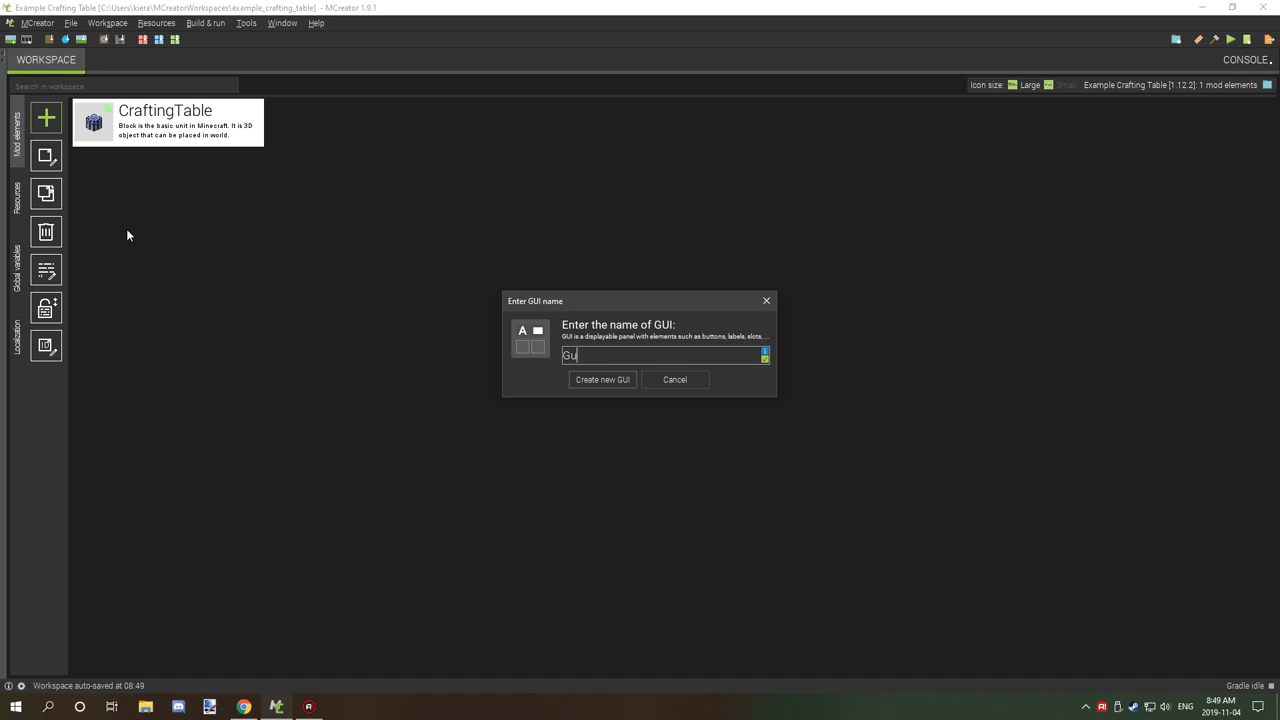 Example Crafting Table [C:\Users\kiera\MCreatorWorkspaces\example_crafting_table] - MCreator 1.9.1
MCreator File Workspace Resources Build & run Tools Window Help
WORKSPACE
CONSOLE
Search in workspace
Icon size: Large Small Example Crafting Table [1.12.2]: 1 mod elements
Mod elements
Resources
Global variables
Localization
CraftingTable
Block is the basic unit in Minecraft. It is 3D
object that can be placed in world.
Enter GUI name
A
Enter the name of GUI:
GUI is a displayable panel with elements such as buttons, labels, slots, ...
Gu
Create new GUI
Cancel
Workspace auto-saved at 08:49
Gradle idle
ENG
8:49 AM
2019-11-04